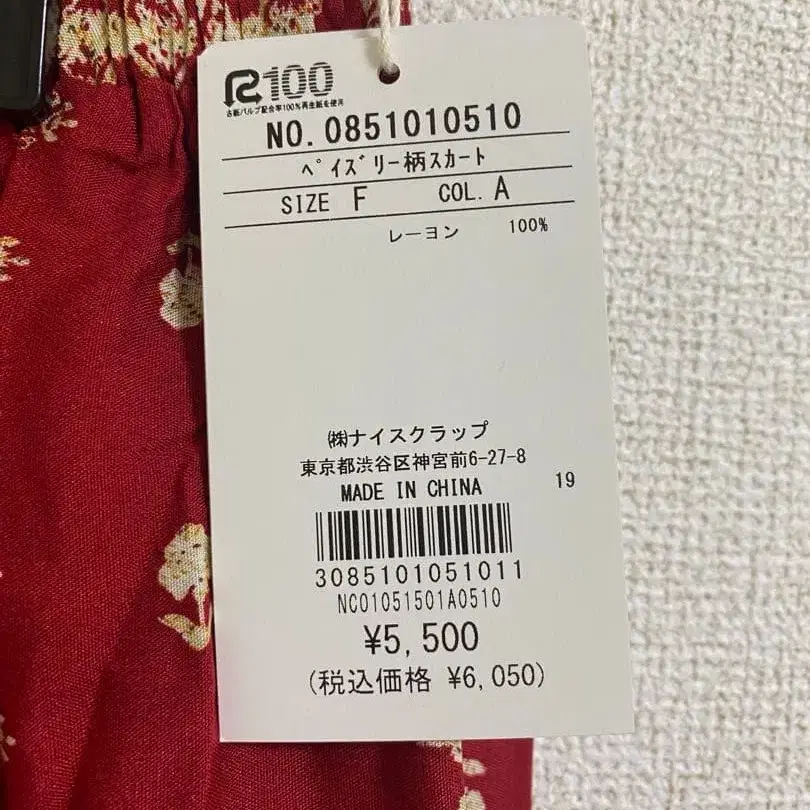 R100
古紙パルプ配合率100%再生紙を使用
NO.0851010510
ペイズリー柄スカート
SIZE F COL. A
レーヨン 100%
㈱ナイスクラップ
東京都渋谷区神宮前6-27-8
MADE IN CHINA 19
3085101051011
NC01051501A0510
¥5,500
(税込価格 ¥6,050)